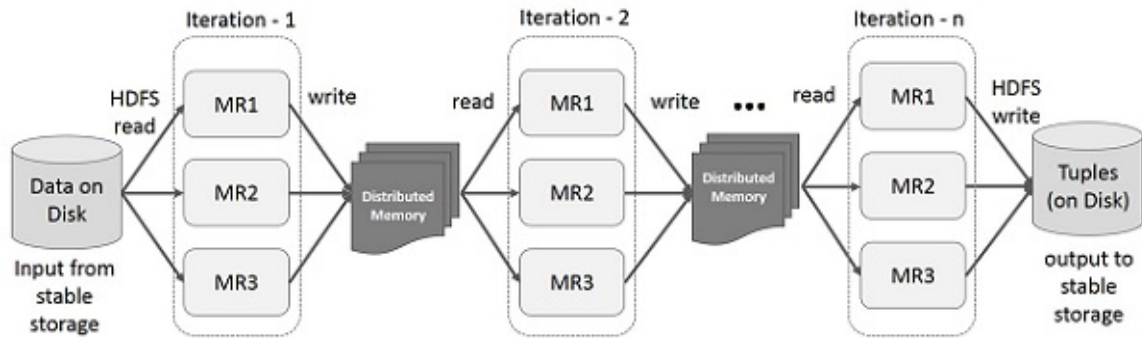 Iteration - 1
Iteration - 2
Iteration - n
HDFS
read
MR1
MR2
MR3
write
read
MR1
MR2
MR3
write
...
read
MR1
MR2
MR3
HDFS
write
Data on
Disk
Input from
stable
storage
Distributed
Memory
Distributed
Memory
Tuples
(on Disk)
output to
stable
storage